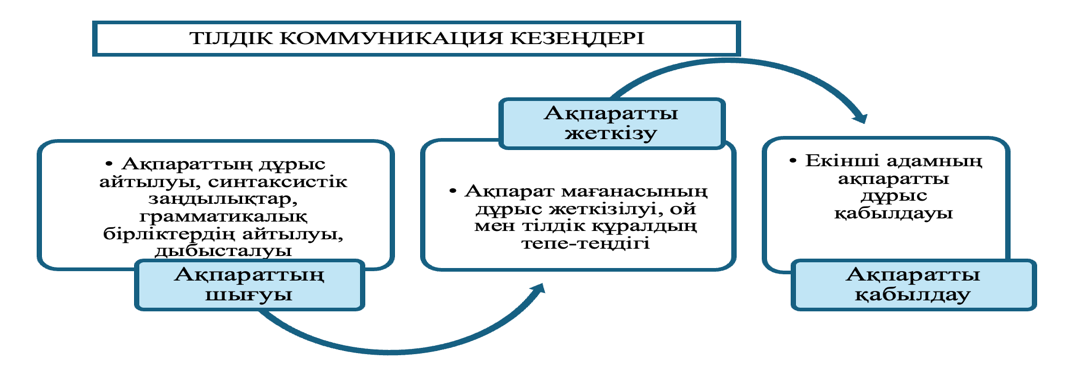 ТІЛДІК КОММУНИКАЦИЯ КЕЗЕҢДЕРІ
• Ақпараттың дұрыс
айтылуы, синтаксистік
заңдылықтар,
грамматикалық
бірліктердің айтылуы,
дыбысталуы
Ақпараттың
шығуы
Ақпаратты
жеткізу
• Ақпарат мағанасының
дұрыс жеткізілуі, ой
мен тілдік құралдың
тепе-теңдігі
• Екінші адамның
ақпаратты
дұрыс
қабылдауы
Ақпаратты
қабылдау